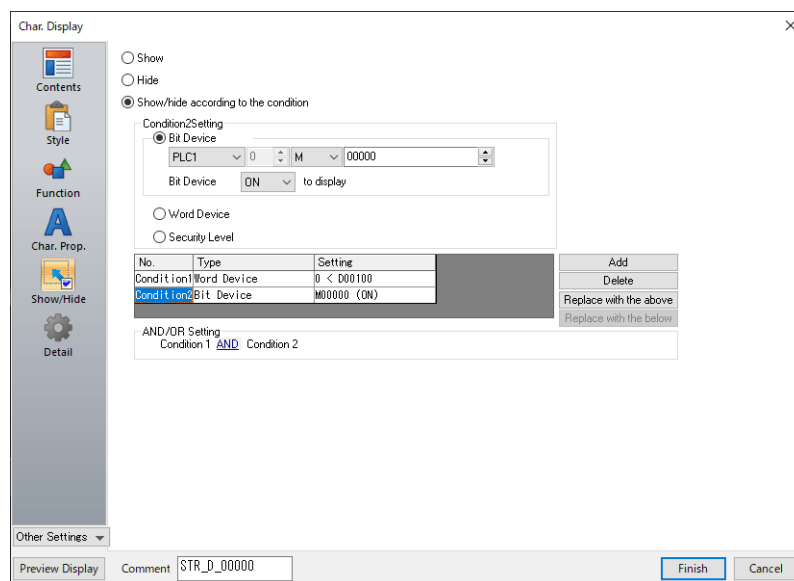 Char. Display
Contents
Style
Function
Char. Prop.
Show/Hide
Detail
Other Settings
Preview Display
Show
Hide
Show/hide according to the condition
Condition2Setting
Bit Device
PLC1 0 M 00000
Bit Device ON to display
Word Device
Security Level
No. Type Setting
Condition1 Word Device 0 < D00100
Condition2 Bit Device M00000 (ON)
Add
Delete
Replace with the above
Replace with the below
AND/OR Setting
Condition 1 AND Condition 2
Comment STR_D_00000
Finish Cancel